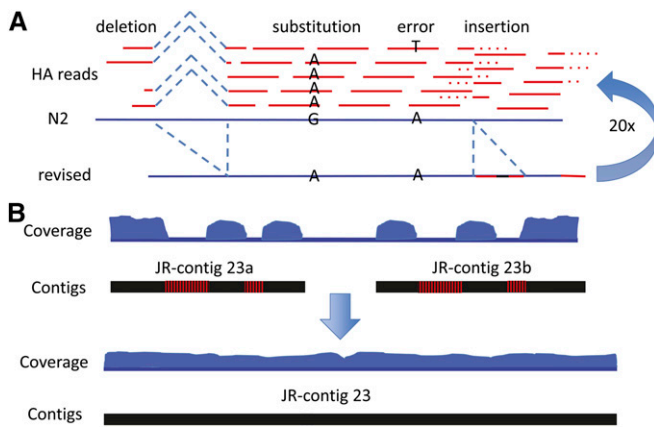 A
deletion substitution error insertion
T
A
HA reads A
A
A
N2 G A
20x
revised A A
B
Coverage
JR-contig 23a JR-contig 23b
Contigs
Coverage
JR-contig 23
Contigs